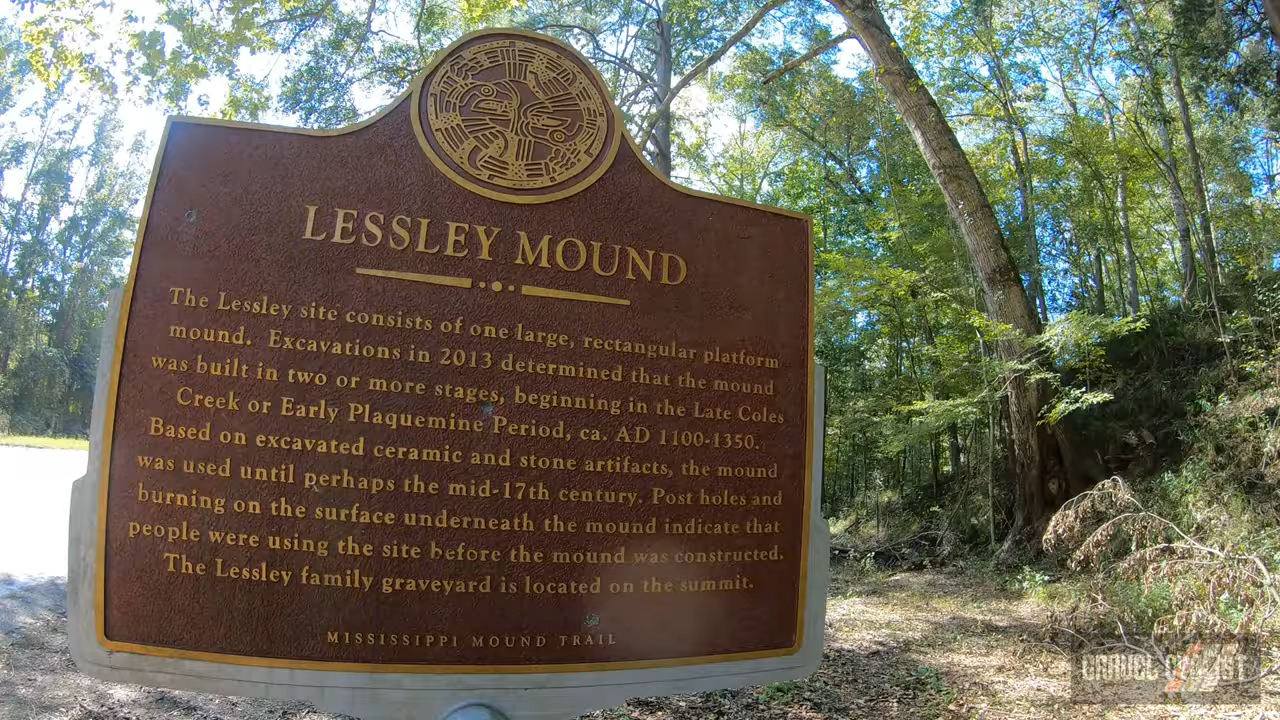 LESSLEY MOUND
The Lessley site consists of one large, rectangular platform
mound. Excavations in 2013 determined that the mound
was built in two or more stages, beginning in the Late Coles
Creek or Early Plaquemine Period, ca. AD 1100-1350.
Based on excavated ceramic and stone artifacts, the mound
was used until perhaps the mid-17th century. Post holes and
burning on the surface underneath the mound indicate that
people were using the site before the mound was constructed.
The Lessley family graveyard is located on the summit.
MISSISSIPPI MOUND TRAIL
GRAVEL CYCLIST